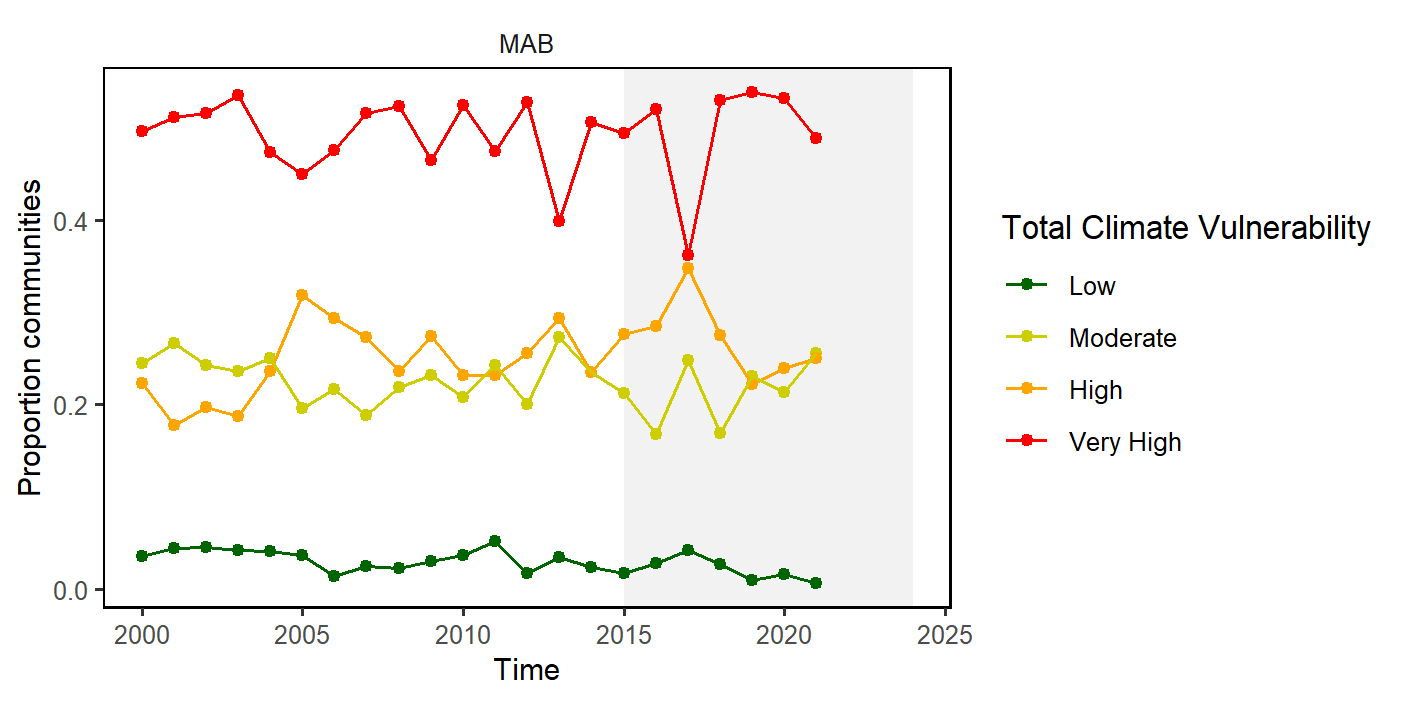 MAB
Proportion communities
0.4
0.2
0.0
2000 2005 2010 2015 2020 2025
Time
Total Climate Vulnerability
Low
Moderate
High
Very High